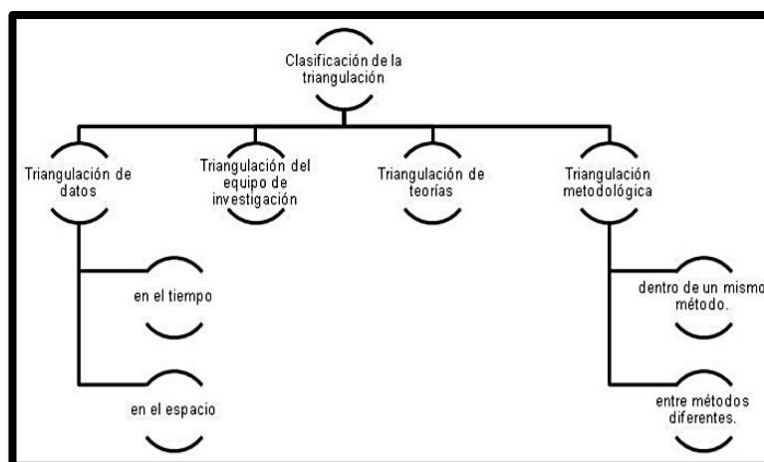 Clasificación de la
triangulación
Triangulación de
datos
Triangulación del
equipo de
investigación
Triangulación de
teorías
Triangulación
metodológica
en el tiempo
en el espacio
dentro de un mismo
método.
entre métodos
diferentes.